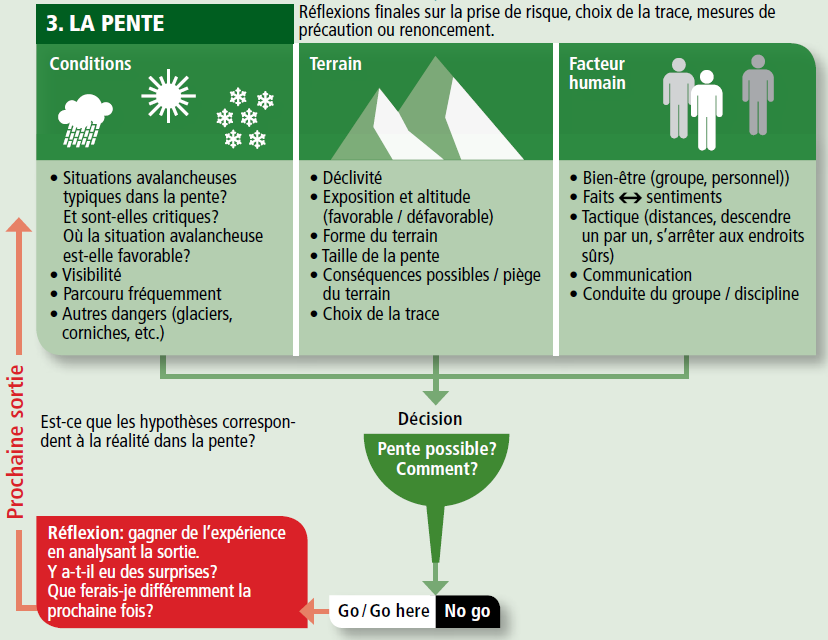 3. LA PENTE
Réflexions finales sur la prise de risque, choix de la trace, mesures de
précaution ou renoncement.
Conditions
• Situations avalancheuses
typiques dans la pente?
Et sont-elles critiques?
Où la situation avalancheuse
est-elle favorable?
• Visibilité
• Parcouru fréquemment
• Autres dangers (glaciers,
corniches, etc.)
Terrain
• Déclivité
• Exposition et altitude
(favorable / défavorable)
• Forme du terrain
• Taille de la pente
• Conséquences possibles / piège
du terrain
• Choix de la trace
Facteur
humain
• Bien-être (groupe, personnel))
• Faits ↔ sentiments
• Tactique (distances, descendre
un par un, s’arrêter aux endroits
sûrs)
• Communication
• Conduite du groupe / discipline
Est-ce que les hypothèses correspon-
dent à la réalité dans la pente?
Décision
Pente possible?
Comment?
Go / Go here No go
Réflexion: gagner de l’expérience
en analysant la sortie.
Y a-t-il eu des surprises?
Que ferais-je différemment la
prochaine fois?
Prochaine sortie